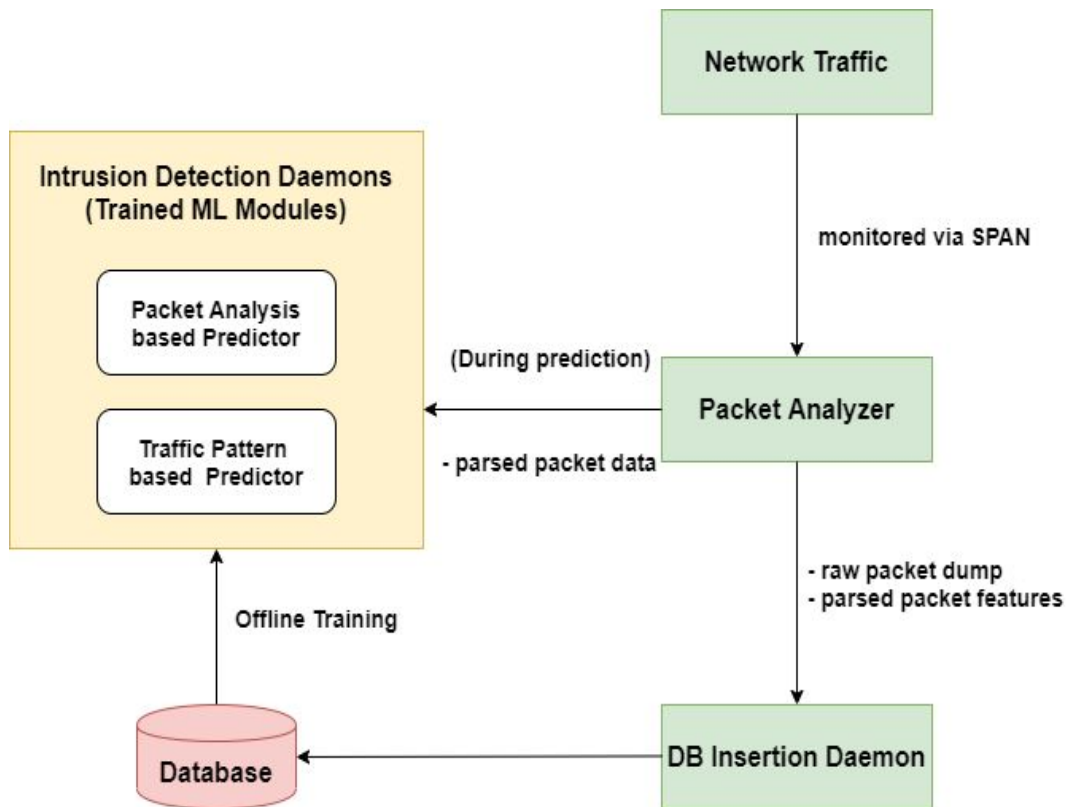 Network Traffic
Intrusion Detection Daemons
(Trained ML Modules)
monitored via SPAN
Packet Analysis
based Predictor
(During prediction)
Packet Analyzer
Traffic Pattern
based Predictor
- parsed packet data
- raw packet dump
- parsed packet features
Offline Training
DB Insertion Daemon
Database